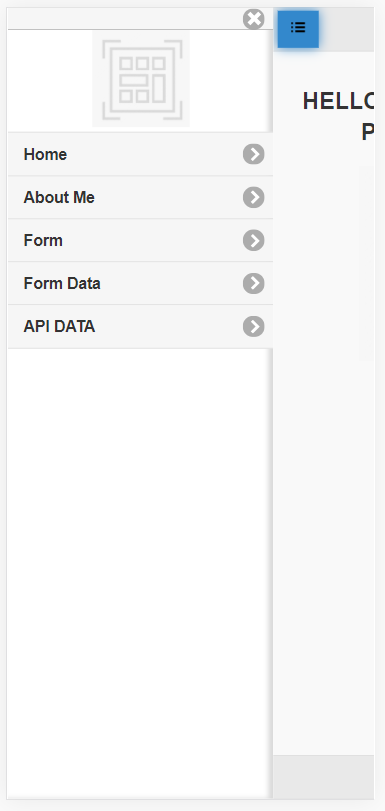 HELLO
P
Home
About Me
Form
Form Data
API DATA